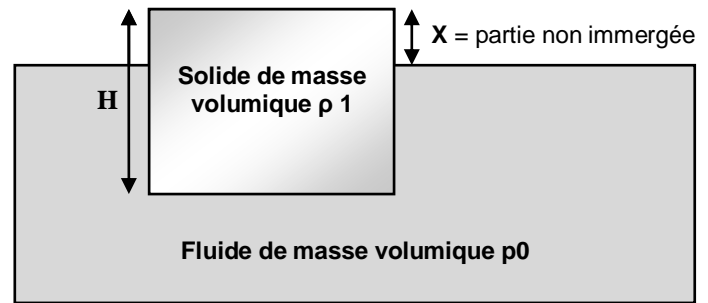 X = partie non immergée
Solide de masse
volumique ρ 1
H
Fluide de masse volumique p0